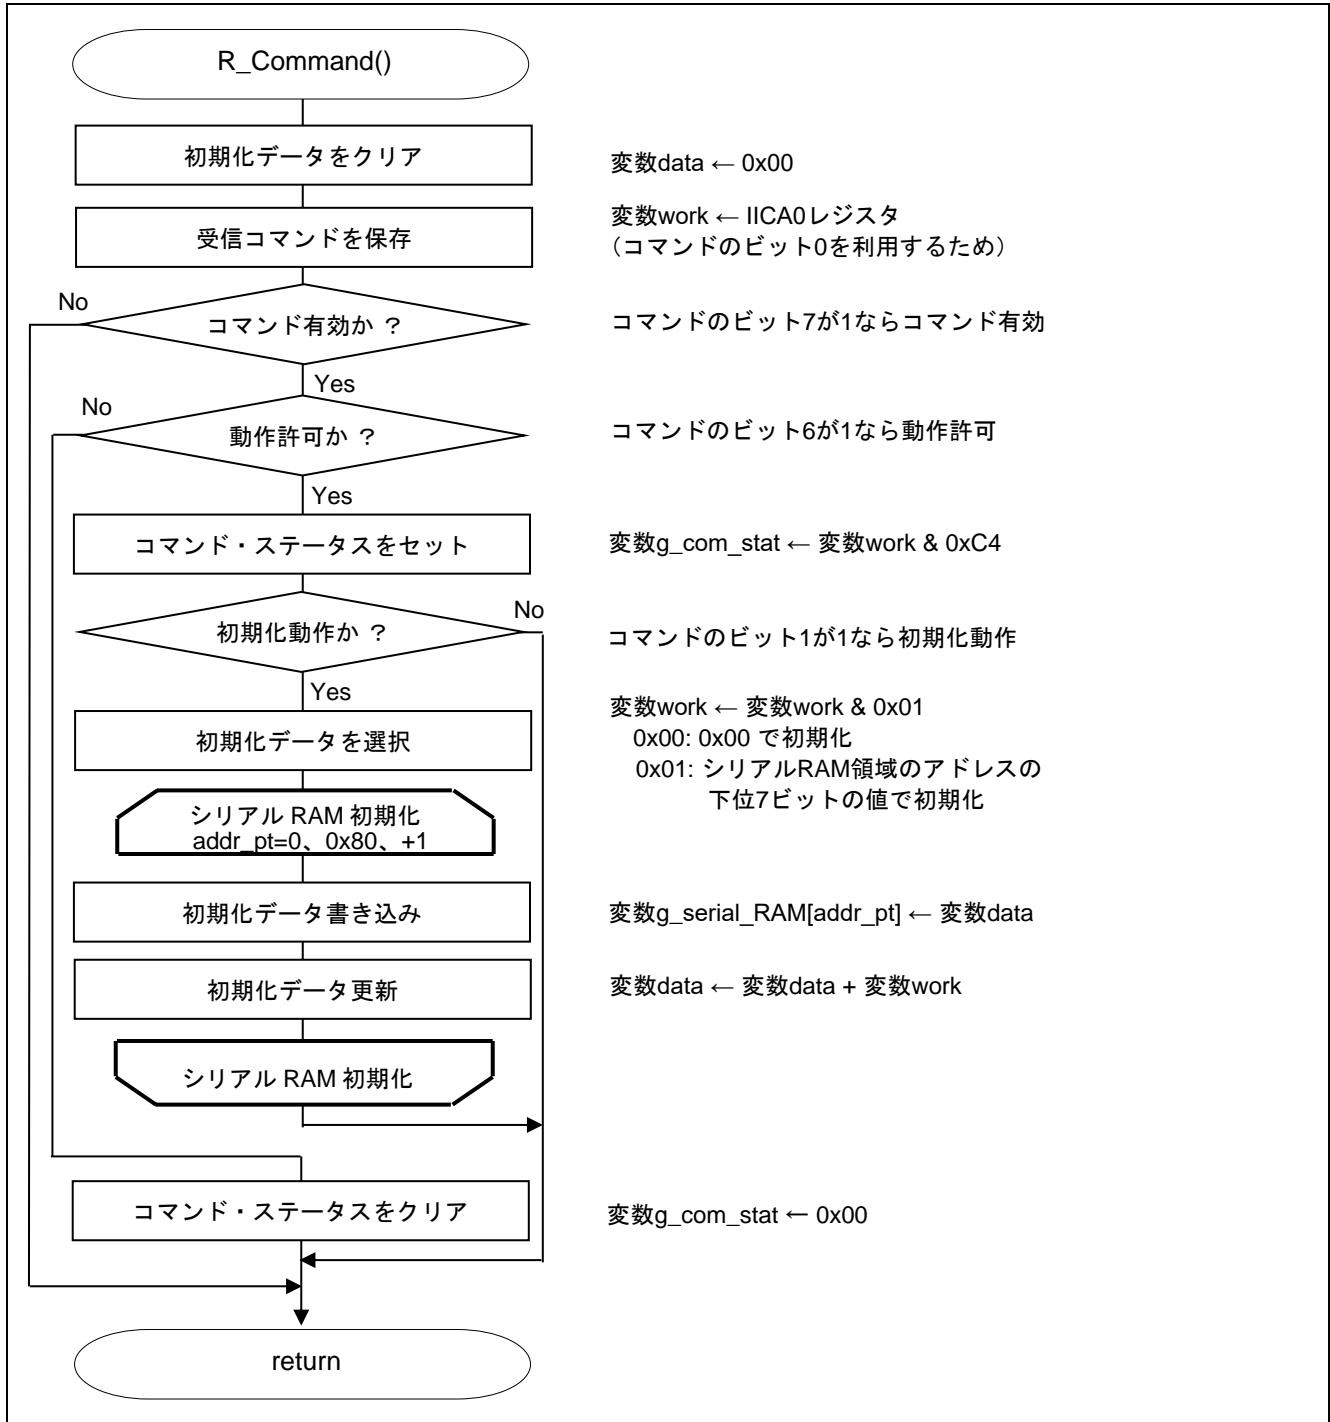 R_Command()
初期化データをクリア
変数data ← 0x00
受信コマンドを保存
変数work ← IICA0レジスタ
（コマンドのビット0を利用するため）
No
コマンド有効か ？
コマンドのビット7が1ならコマンド有効
Yes
No
動作許可か ？
コマンドのビット6が1なら動作許可
Yes
コマンド・ステータスをセット
変数g_com_stat ← 変数work & 0xC4
No
初期化動作か ？
コマンドのビット1が1なら初期化動作
Yes
初期化データを選択
変数work ← 変数work & 0x01
0x00: 0x00 で初期化
0x01: シリアルRAM領域のアドレスの
下位7ビットの値で初期化
シリアル RAM 初期化
addr_pt=0、0x80、+1
初期化データ書き込み
変数g_serial_RAM[addr_pt] ← 変数data
初期化データ更新
変数data ← 変数data + 変数work
シリアル RAM 初期化
コマンド・ステータスをクリア
変数g_com_stat ← 0x00
return